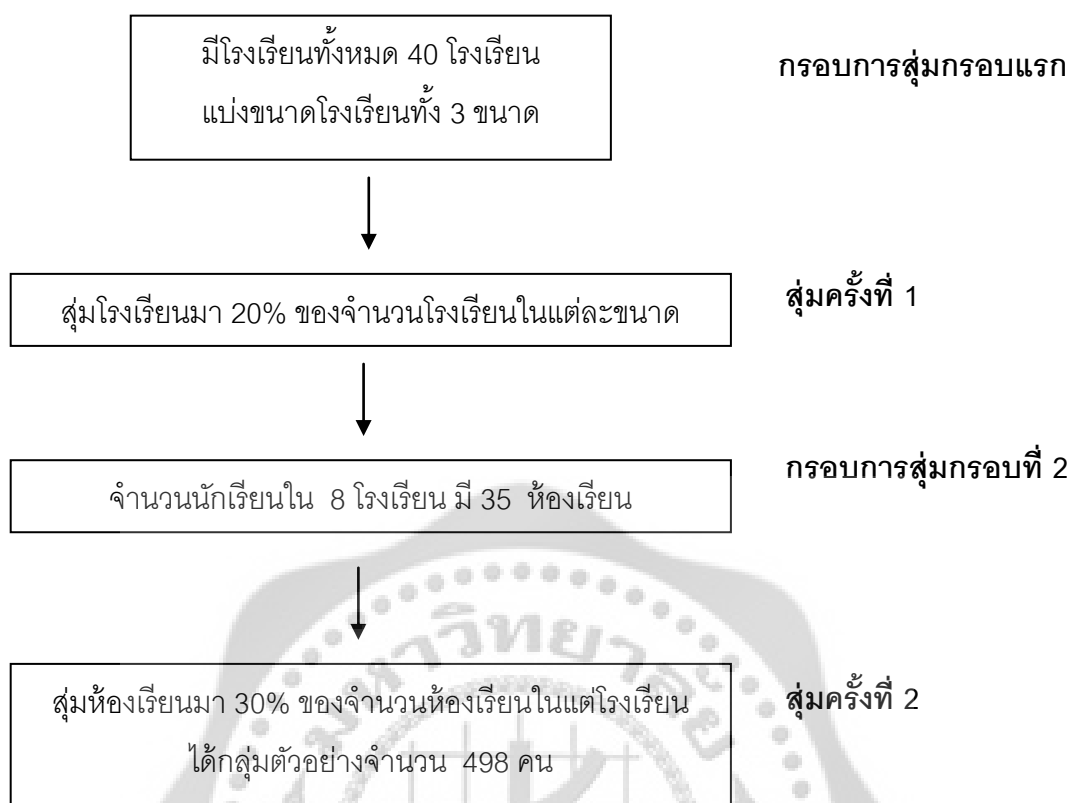 มีโรงเรียนทั้งหมด 40 โรงเรียน
แบ่งขนาดโรงเรียนทั้ง 3 ขนาด
กรอบการสุ่มกรอบแรก
สุ่มโรงเรียนมา 20% ของจำนวนโรงเรียนในแต่ละขนาด
สุ่มครั้งที่ 1
จำนวนนักเรียนใน 8 โรงเรียน มี 35 ห้องเรียน
กรอบการสุ่มกรอบที่ 2
มหาวิทยาลัย
สุ่มห้องเรียนมา 30% ของจำนวนห้องเรียนในแต่โรงเรียน
ได้กลุ่มตัวอย่างจำนวน 498 คน
สุ่มครั้งที่ 2